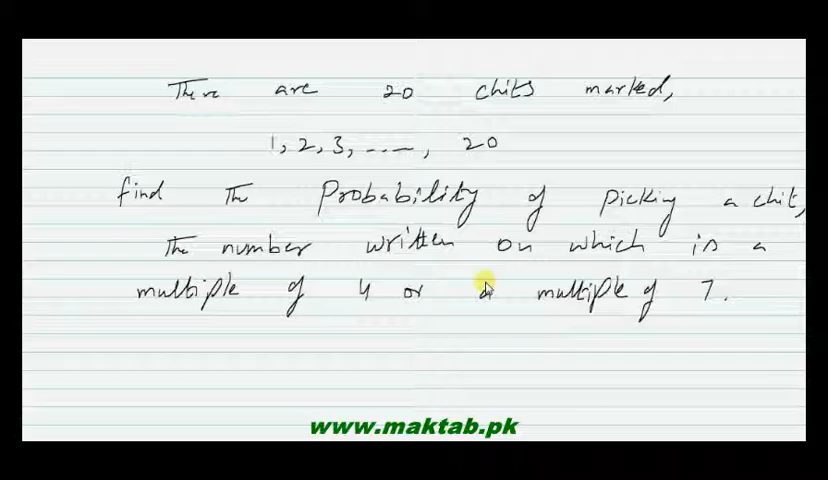 There are 20 chits marked,
1, 2, 3, ....., 20
find the Probability of picking a chit,
The number written on which is a
multiple of 4 or a multiple of 7.
www.maktab.pk